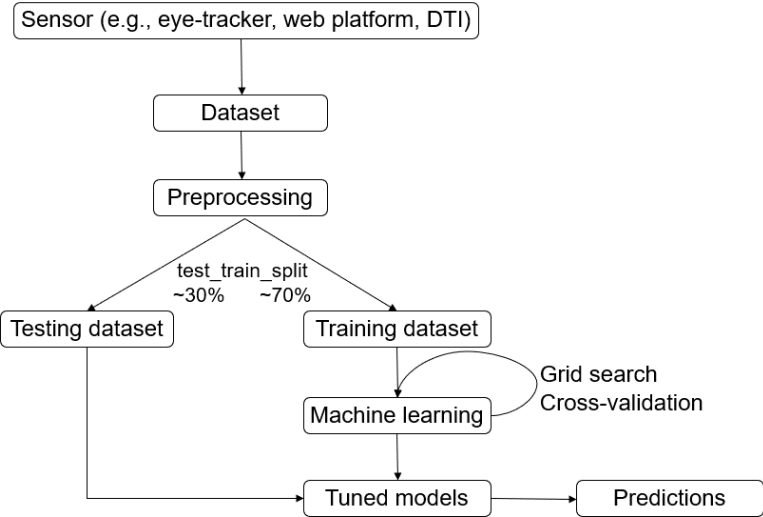 Sensor (e.g., eye-tracker, web platform, DTI)
Dataset
Preprocessing
test_train_split
~30% ~70%
Testing dataset
Training dataset
Grid search
Cross-validation
Machine learning
Tuned models
Predictions